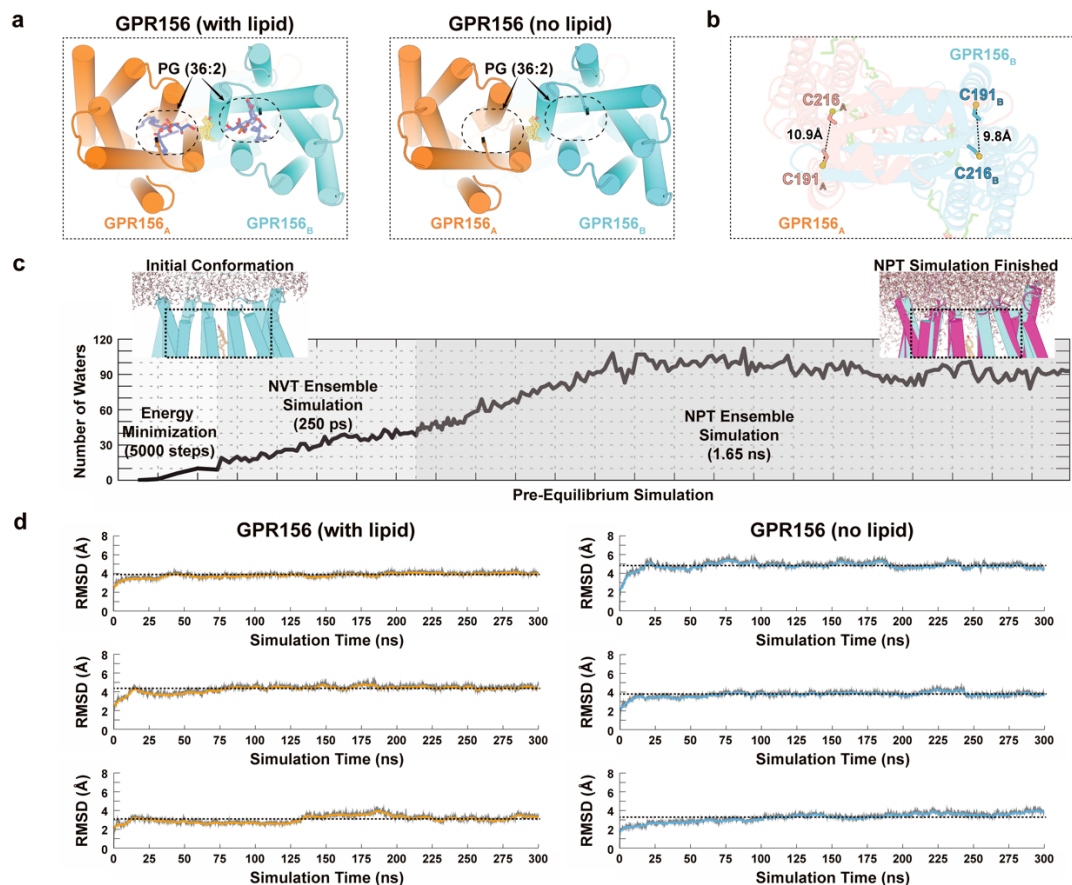 a
GPR156 (with lipid)
PG (36:2)
GPR156A
GPR156B
GPR156 (no lipid)
PG (36:2)
GPR156A
GPR156B
b
GPR156B
C216A
C191B
10.9Å
9.8Å
C191A
C216B
GPR156A
c
Initial Conformation
NPT Simulation Finished
Number of Waters
120
90
60
30
0
Energy
Minimization
(5000 steps)
NVT Ensemble
Simulation
(250 ps)
NPT Ensemble
Simulation
(1.65 ns)
Pre-Equilibrium Simulation
d
GPR156 (with lipid)
RMSD (Å)
8
6
4
2
0
0 25 50 75 100 125 150 175 200 225 250 275 300
Simulation Time (ns)
RMSD (Å)
8
6
4
2
0
0 25 50 75 100 125 150 175 200 225 250 275 300
Simulation Time (ns)
RMSD (Å)
8
6
4
2
0
0 25 50 75 100 125 150 175 200 225 250 275 300
Simulation Time (ns)
GPR156 (no lipid)
RMSD (Å)
8
6
4
2
0
0 25 50 75 100 125 150 175 200 225 250 275 300
Simulation Time (ns)
RMSD (Å)
8
6
4
2
0
0 25 50 75 100 125 150 175 200 225 250 275 300
Simulation Time (ns)
RMSD (Å)
8
6
4
2
0
0 25 50 75 100 125 150 175 200 225 250 275 300
Simulation Time (ns)